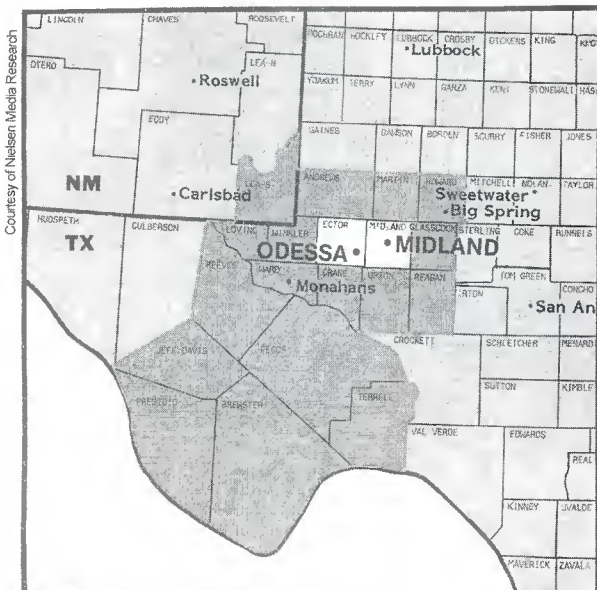 Courtesy of Nielsen Media Research
LINCOLN CHAVES ROOSEVELT
COCHRAN HOCKLEY LUBBOCK CROSBY DICKENS KING
Lubbock
OTERO LEA-N
Roswell
YOAKUM TERRY LYNN GARZA KENT STONEWALL
EDDY
GAINES DAWSON BORDEN SCURRY FISHER JONES
NM
Carlsbad
LEA-S
ANDREWS MARTIN HOWARD MITCHELL NOLAN TAYLOR
Sweetwater
Big Spring
HUDSPETH CULBERSON
TX
LOVING WINKLER ECTOR MIDLAND GLASSCOCK STERLING COKE RUNNELS
ODESSA MIDLAND
REEVES WARD CRANE UPTON REAGAN TOM GREEN CONCHO
Monahans
San An
CROCKETT SCHLEICHER MENARD
JEFF DAVIS PECOS
SUTTON KIMBLE
PRESIDIO BREWSTER TERRELL
VAL VERDE EDWARDS
REAL
KINNEY UVALDE
MAVERICK ZAVALA